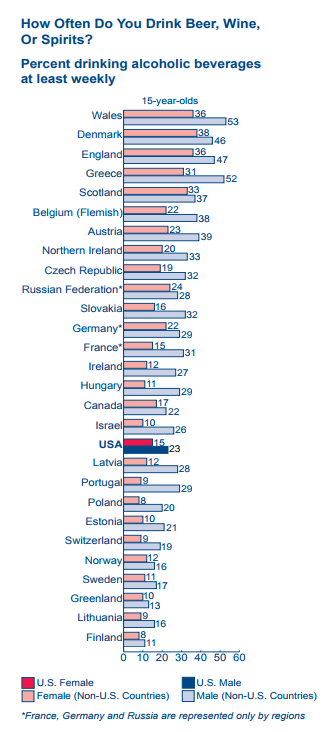 How Often Do You Drink Beer, Wine,
Or Spirits?
Percent drinking alcoholic beverages
at least weekly
15-year-olds
Wales 36
53
Denmark 38
46
England 36
47
Greece 31
52
Scotland 33
37
Belgium (Flemish) 22
38
Austria 23
39
Northern Ireland 20
33
Czech Republic 19
32
Russian Federation* 24
28
Slovakia 16
32
Germany* 22
29
France* 15
31
Ireland 12
27
Hungary 11
29
Canada 17
22
Israel 10
26
USA 15
23
Latvia 12
28
Portugal 9
29
Poland 8
20
Estonia 10
21
Switzerland 9
19
Norway 12
16
Sweden 11
17
Greenland 10
13
Lithuania 9
16
Finland 8
11
0 10 20 30 40 50 60
U.S. Female U.S. Male
Female (Non-U.S. Countries) Male (Non-U.S. Countries)
*France, Germany and Russia are represented only by regions